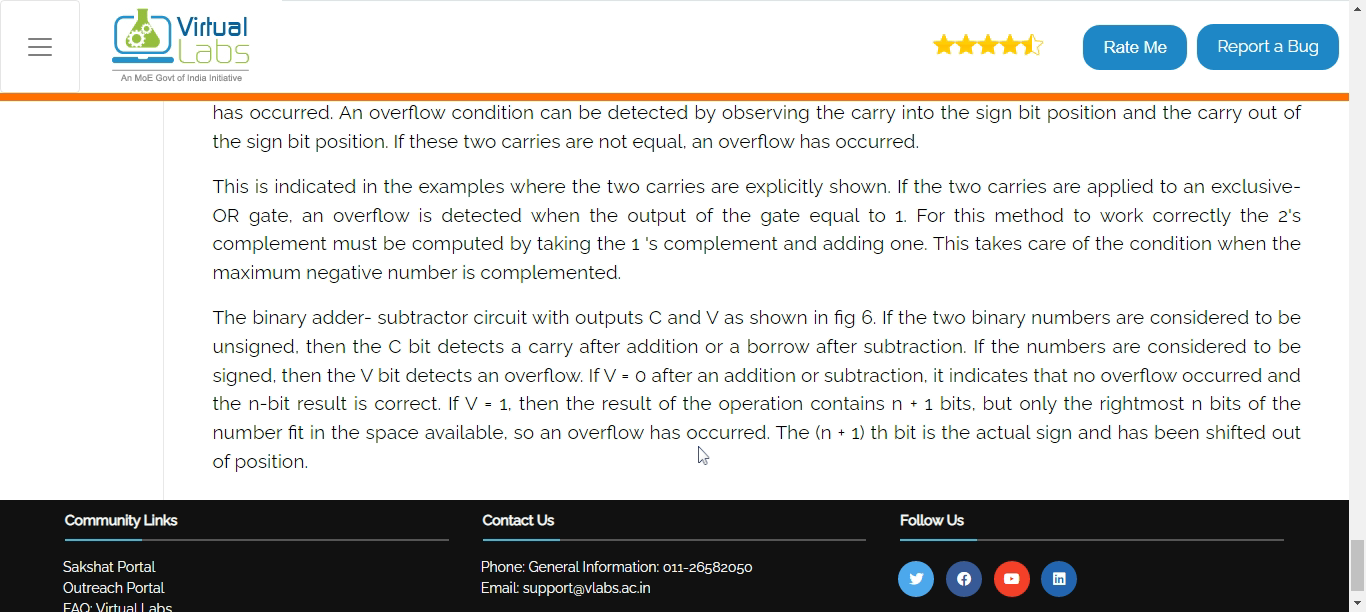 Virtual
Labs
An MoE Govt of India Initiative
Rate Me
Report a Bug
has occurred. An overflow condition can be detected by observing the carry into the sign bit position and the carry out of
the sign bit position. If these two carries are not equal, an overflow has occurred.
This is indicated in the examples where the two carries are explicitly shown. If the two carries are applied to an exclusive-
OR gate, an overflow is detected when the output of the gate equal to 1. For this method to work correctly the 2's
complement must be computed by taking the 1 's complement and adding one. This takes care of the condition when the
maximum negative number is complemented.
The binary adder- subtractor circuit with outputs C and V as shown in fig 6. If the two binary numbers are considered to be
unsigned, then the C bit detects a carry after addition or a borrow after subtraction. If the numbers are considered to be
signed, then the V bit detects an overflow. If V = 0 after an addition or subtraction, it indicates that no overflow occurred and
the n-bit result is correct. If V = 1, then the result of the operation contains n + 1 bits, but only the rightmost n bits of the
number fit in the space available, so an overflow has occurred. The (n + 1) th bit is the actual sign and has been shifted out
of position.
Community Links
Sakshat Portal
Outreach Portal
FAQ: Virtual Labs
Contact Us
Phone: General Information: 011-26582050
Email: support@vlabs.ac.in
Follow Us